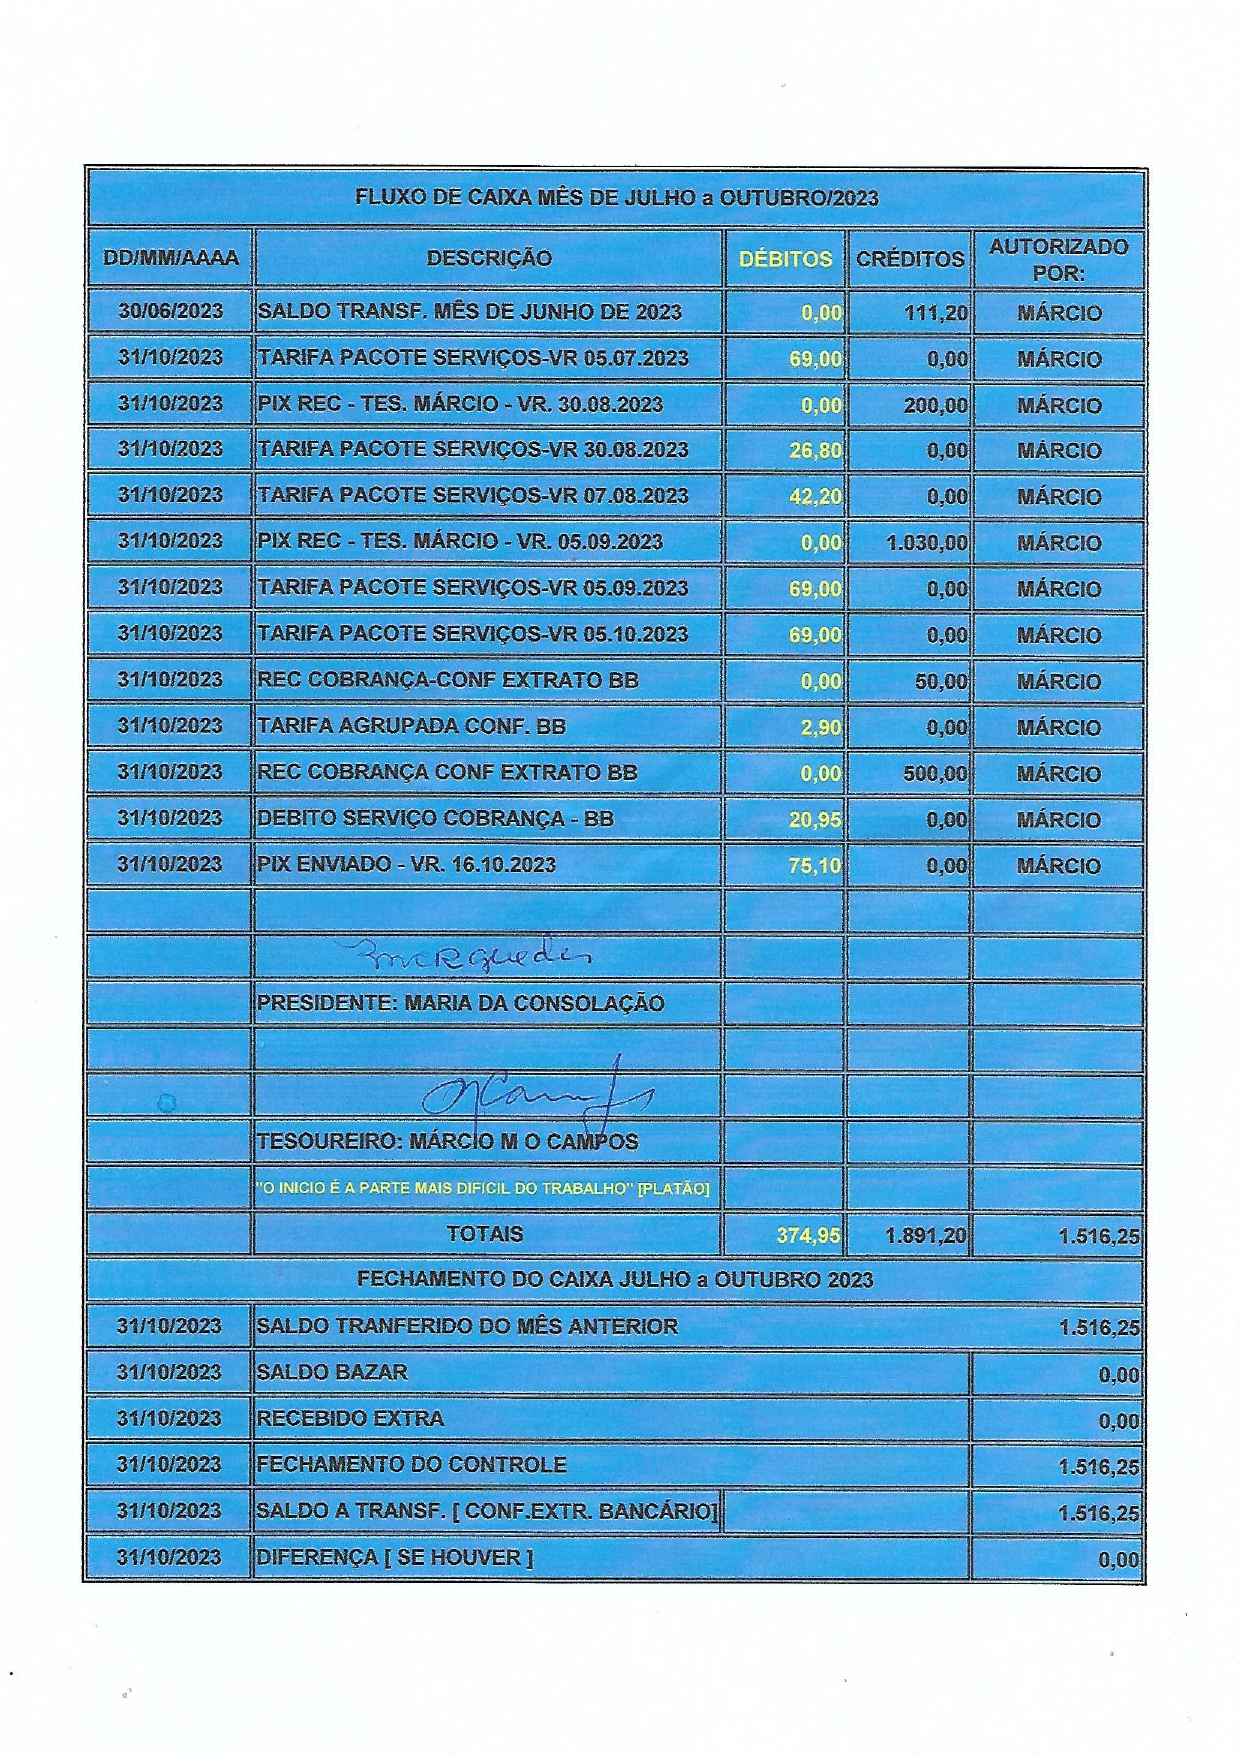 FLUXO DE CAIXA MÊS DE JULHO a OUTUBRO/2023
DD/MM/AAAA DESCRIÇÃO DÉBITOS CRÉDITOS AUTORIZADO POR:
30/06/2023 SALDO TRANSF. MÊS DE JUNHO DE 2023 0,00 111,20 MÁRCIO
31/10/2023 TARIFA PACOTE SERVIÇOS-VR 05.07.2023 69,00 0,00 MÁRCIO
31/10/2023 PIX REC - TES. MÁRCIO - VR. 30.08.2023 0,00 200,00 MÁRCIO
31/10/2023 TARIFA PACOTE SERVIÇOS-VR 30.08.2023 26,80 0,00 MÁRCIO
31/10/2023 TARIFA PACOTE SERVIÇOS-VR 07.08.2023 42,20 0,00 MÁRCIO
31/10/2023 PIX REC - TES. MÁRCIO - VR. 05.09.2023 0,00 1.030,00 MÁRCIO
31/10/2023 TARIFA PACOTE SERVIÇOS-VR 05.09.2023 69,00 0,00 MÁRCIO
31/10/2023 TARIFA PACOTE SERVIÇOS-VR 05.10.2023 69,00 0,00 MÁRCIO
31/10/2023 REC COBRANÇA-CONF EXTRATO BB 0,00 50,00 MÁRCIO
31/10/2023 TARIFA AGRUPADA CONF. BB 2,90 0,00 MÁRCIO
31/10/2023 REC COBRANÇA CONF EXTRATO BB 0,00 500,00 MÁRCIO
31/10/2023 DEBITO SERVIÇO COBRANÇA - BB 20,95 0,00 MÁRCIO
31/10/2023 PIX ENVIADO - VR. 16.10.2023 75,10 0,00 MÁRCIO
PRESIDENTE: MARIA DA CONSOLAÇÃO
TESOUREIRO: MÁRCIO M O CAMPOS
"O INICIO É A PARTE MAIS DIFICIL DO TRABALHO" [PLATÃO]
TOTAIS 374,95 1.891,20 1.516,25
FECHAMENTO DO CAIXA JULHO a OUTUBRO 2023
31/10/2023 SALDO TRANFERIDO DO MÊS ANTERIOR 1.516,25
31/10/2023 SALDO BAZAR 0,00
31/10/2023 RECEBIDO EXTRA 0,00
31/10/2023 FECHAMENTO DO CONTROLE 1.516,25
31/10/2023 SALDO A TRANSF. [ CONF.EXTR. BANCÁRIO] 1.516,25
31/10/2023 DIFERENÇA [ SE HOUVER ] 0,00